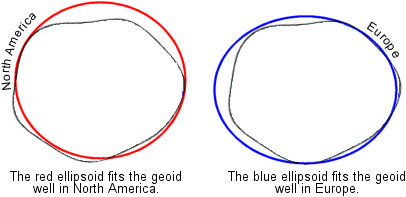 North America
Europe
The red ellipsoid fits the geoid
well in North America.
The blue ellipsoid fits the geoid
well in Europe.